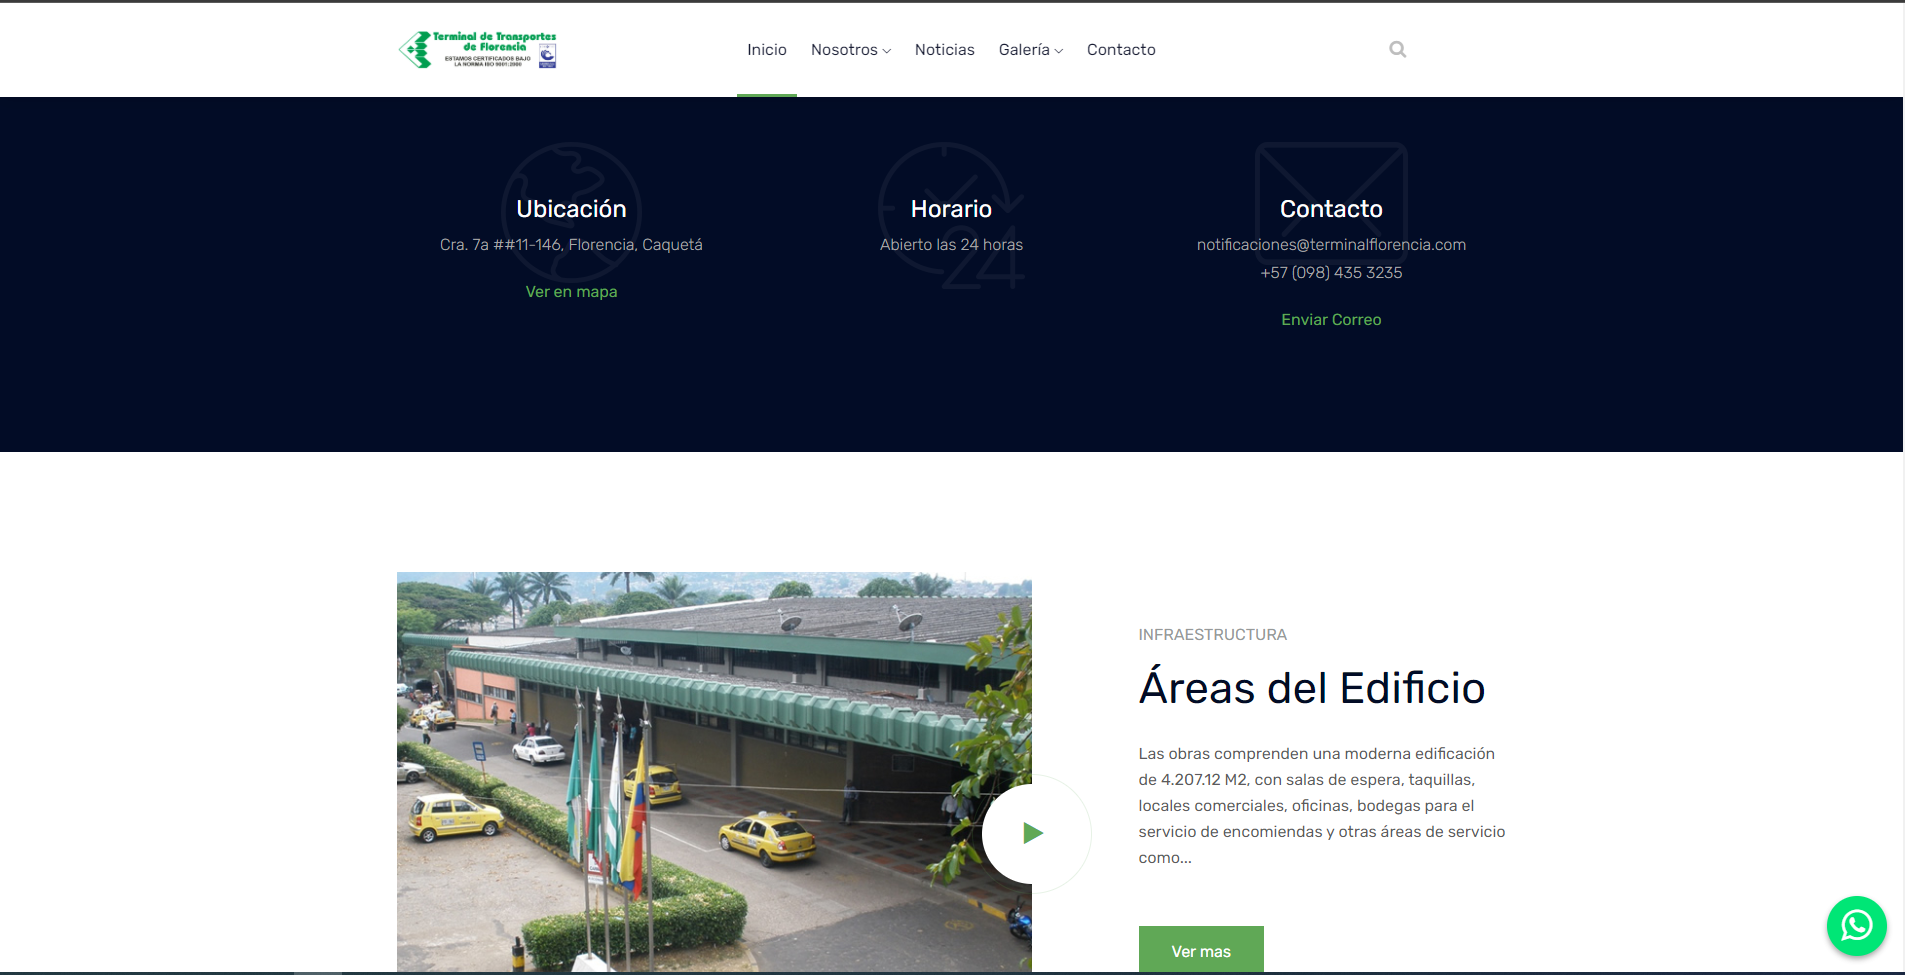 Terminal de Transportes
de Florencia
ESTAMOS CERTIFICADOS BAJO
LA NORMA ISO 9001:2000
Inicio
Nosotros
Noticias
Galería
Contacto
Ubicación
Cra. 7a ##11-146, Florencia, Caquetá
Ver en mapa
Horario
Abierto las 24 horas
24
Contacto
notificaciones@terminalflorencia.com
+57 (098) 435 3235
Enviar Correo
INFRAESTRUCTURA
Áreas del Edificio
Las obras comprenden una moderna edificación
de 4.207.12 M2, con salas de espera, taquillas,
locales comerciales, oficinas, bodegas para el
servicio de encomiendas y otras áreas de servicio
como...
Ver mas